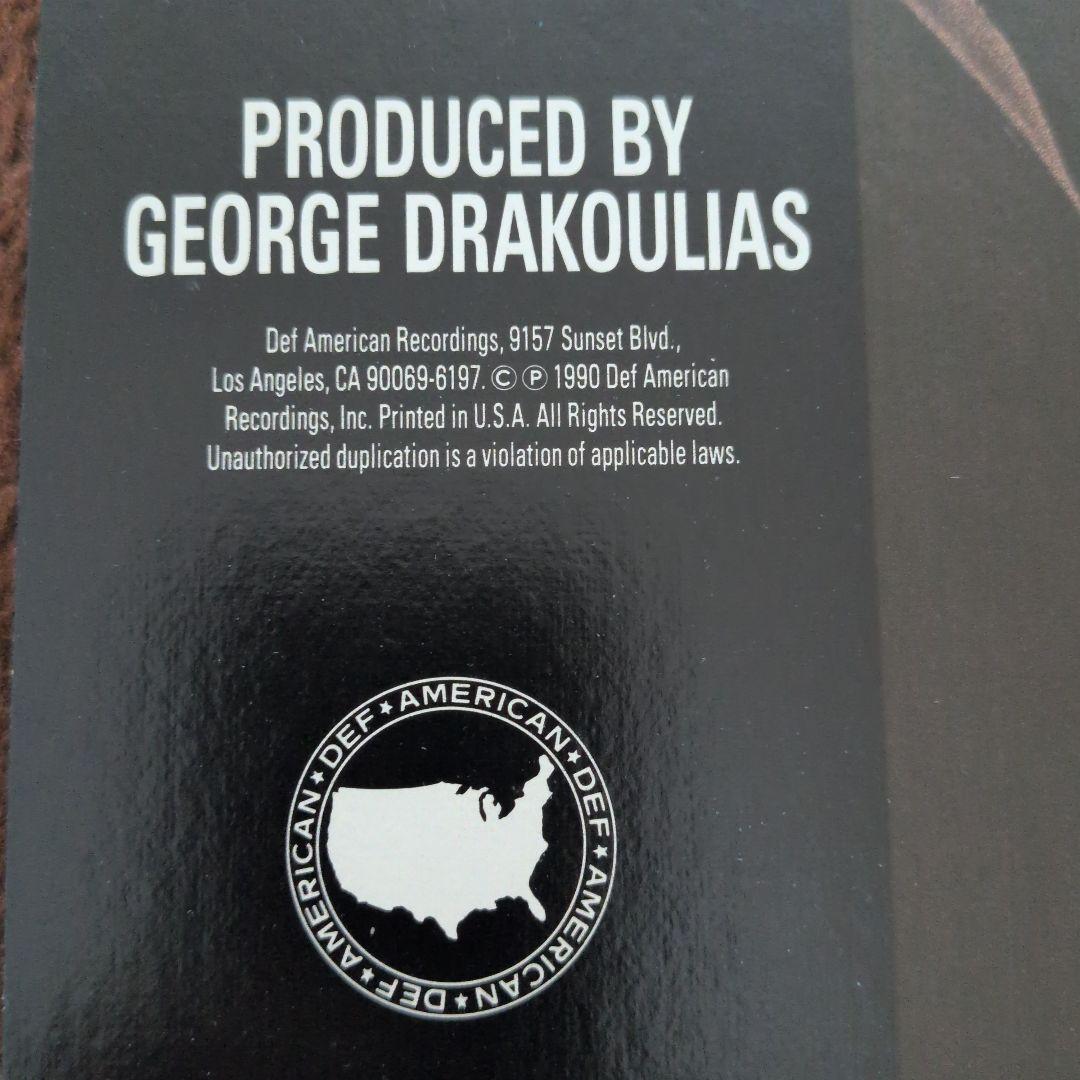 PRODUCED BY
GEORGE DRAKOULIAS
Def American Recordings, 9157 Sunset Blvd.,
Los Angeles, CA 90069-6197. © ℗ 1990 Def American
Recordings, Inc. Printed in U.S.A. All Rights Reserved.
Unauthorized duplication is a violation of applicable laws.
DEF ★ AMERICAN ★ DEF ★ AMERICAN ★ DEF ★ AMERICAN ★